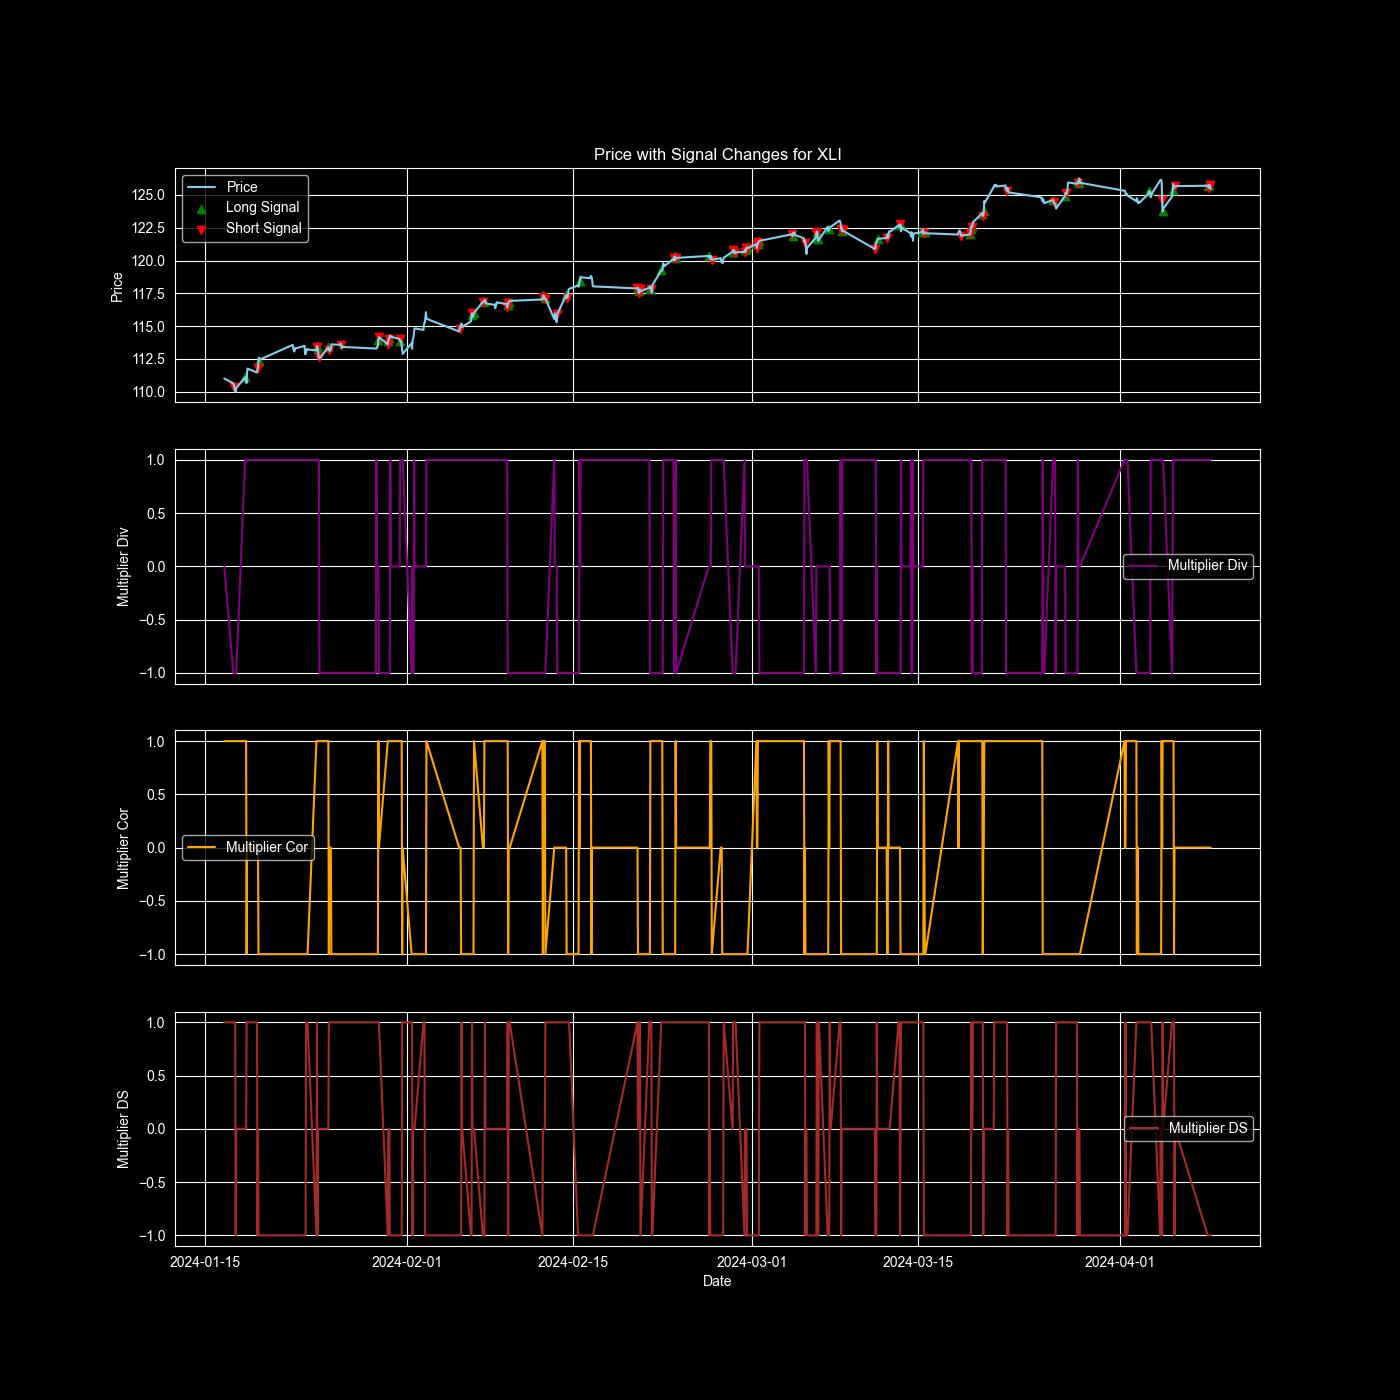 Price with Signal Changes for XLI
Price
Long Signal
Short Signal
125.0
122.5
120.0
117.5
115.0
112.5
110.0
Price
1.0
0.5
0.0
−0.5
−1.0
Multiplier Div
Multiplier Div
1.0
0.5
0.0
−0.5
−1.0
Multiplier Cor
Multiplier Cor
1.0
0.5
0.0
−0.5
−1.0
Multiplier DS
Multiplier DS
2024-01-15 2024-02-01 2024-02-15 2024-03-01 2024-03-15 2024-04-01
Date